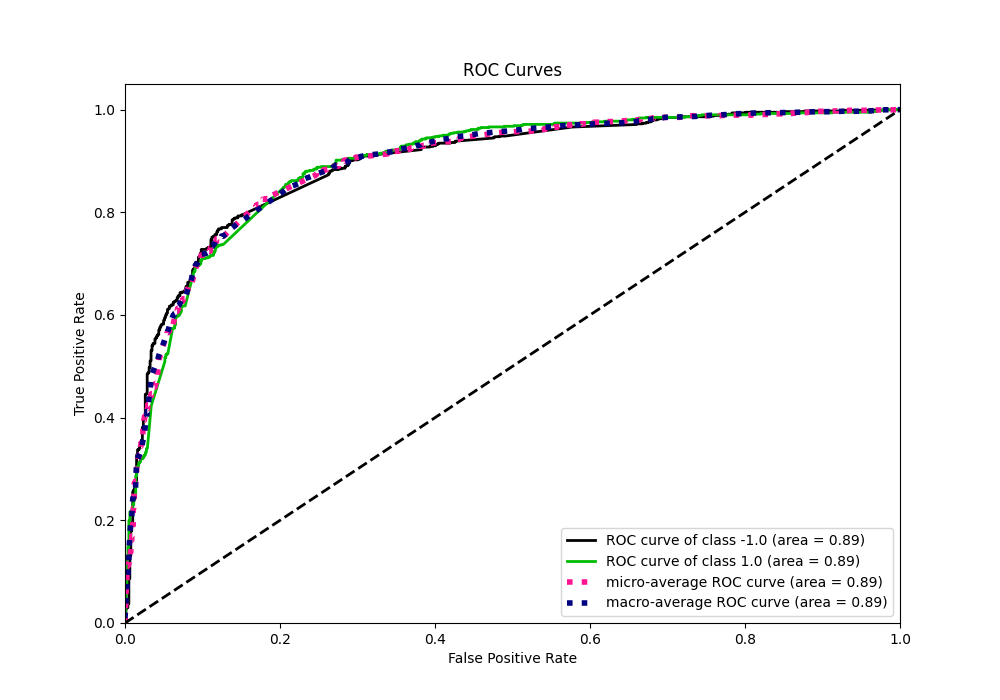 ROC Curves
True Positive Rate
1.0
0.8
0.6
0.4
0.2
0.0
0.0 0.2 0.4 0.6 0.8 1.0
False Positive Rate
ROC curve of class -1.0 (area = 0.89)
ROC curve of class 1.0 (area = 0.89)
micro-average ROC curve (area = 0.89)
macro-average ROC curve (area = 0.89)